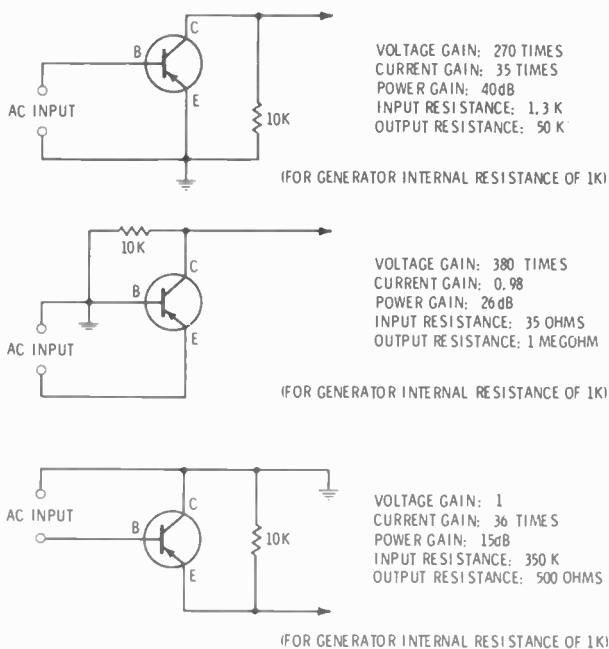 C
B
E
AC INPUT
10K
VOLTAGE GAIN: 270 TIMES
CURRENT GAIN: 35 TIMES
POWER GAIN: 40dB
INPUT RESISTANCE: 1.3 K
OUTPUT RESISTANCE: 50 K
(FOR GENERATOR INTERNAL RESISTANCE OF 1K)
10K
C
B
E
AC INPUT
VOLTAGE GAIN: 380 TIMES
CURRENT GAIN: 0.98
POWER GAIN: 26dB
INPUT RESISTANCE: 35 OHMS
OUTPUT RESISTANCE: 1 MEGOHM
(FOR GENERATOR INTERNAL RESISTANCE OF 1K)
C
B
E
AC INPUT
10K
VOLTAGE GAIN: 1
CURRENT GAIN: 36 TIMES
POWER GAIN: 15dB
INPUT RESISTANCE: 350 K
OUTPUT RESISTANCE: 500 OHMS
(FOR GENERATOR INTERNAL RESISTANCE OF 1K)